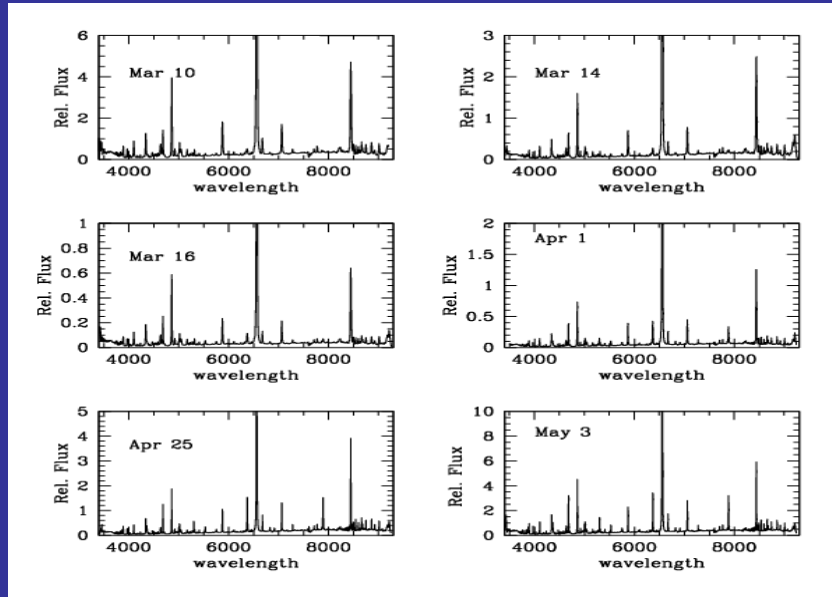 6
4
2
0
Rel. Flux
Mar 10
4000 6000 8000
wavelength
3
2
1
0
Rel. Flux
Mar 14
4000 6000 8000
wavelength
1
0.8
0.6
0.4
0.2
0
Rel. Flux
Mar 16
4000 6000 8000
wavelength
2
1.5
1
0.5
0
Rel. Flux
Apr 1
4000 6000 8000
wavelength
5
4
3
2
1
0
Rel. Flux
Apr 25
4000 6000 8000
wavelength
10
8
6
4
2
0
Rel. Flux
May 3
4000 6000 8000
wavelength